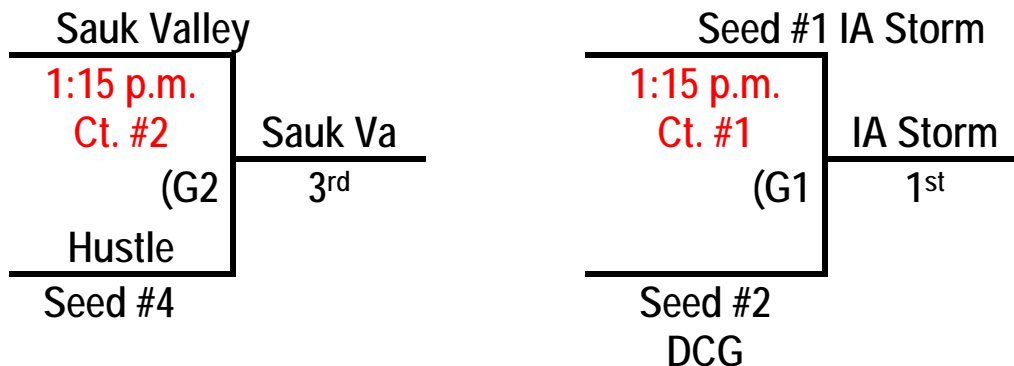 Sauk Valley
1:15 p.m.
Ct. #2
Sauk Va
(G2
3rd
Hustle
Seed #4
Seed #1 IA Storm
1:15 p.m.
Ct. #1
IA Storm
(G1
1st
Seed #2
DCG